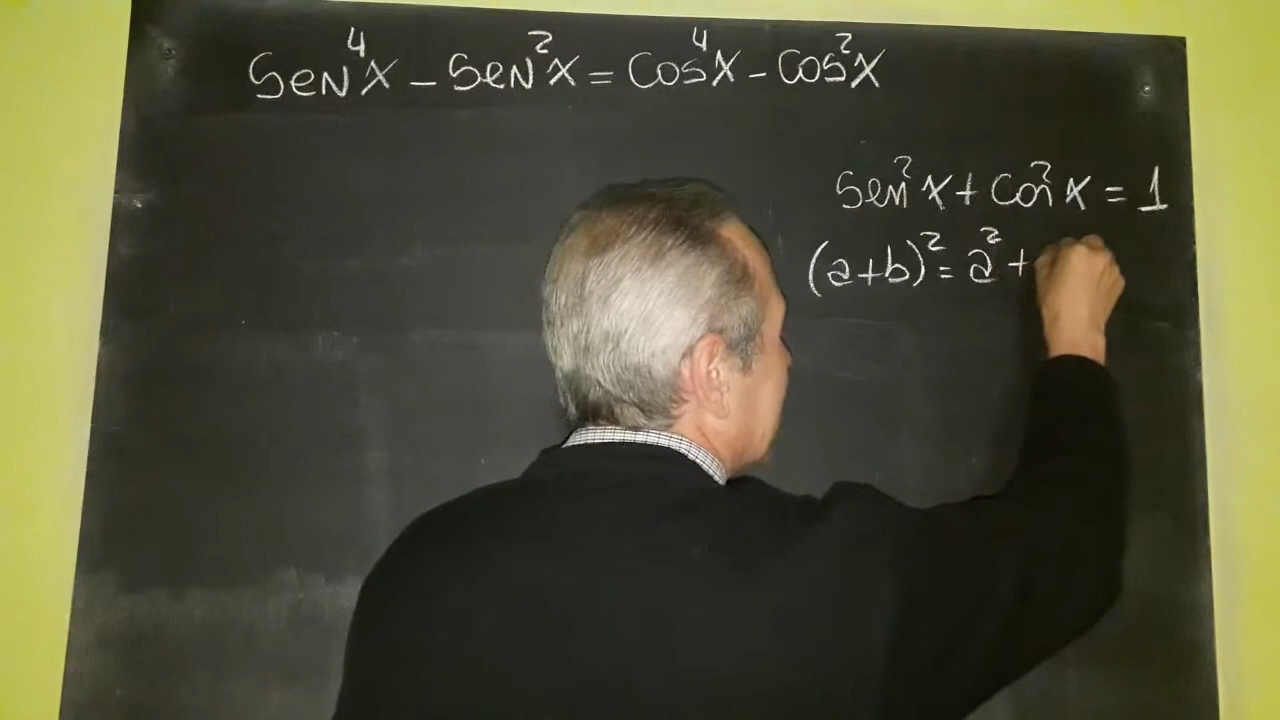 Sen⁴x - Sen²x = Cos⁴x - Cos²x
Sen²x + Cos²x = 1
(a+b)² = a² +